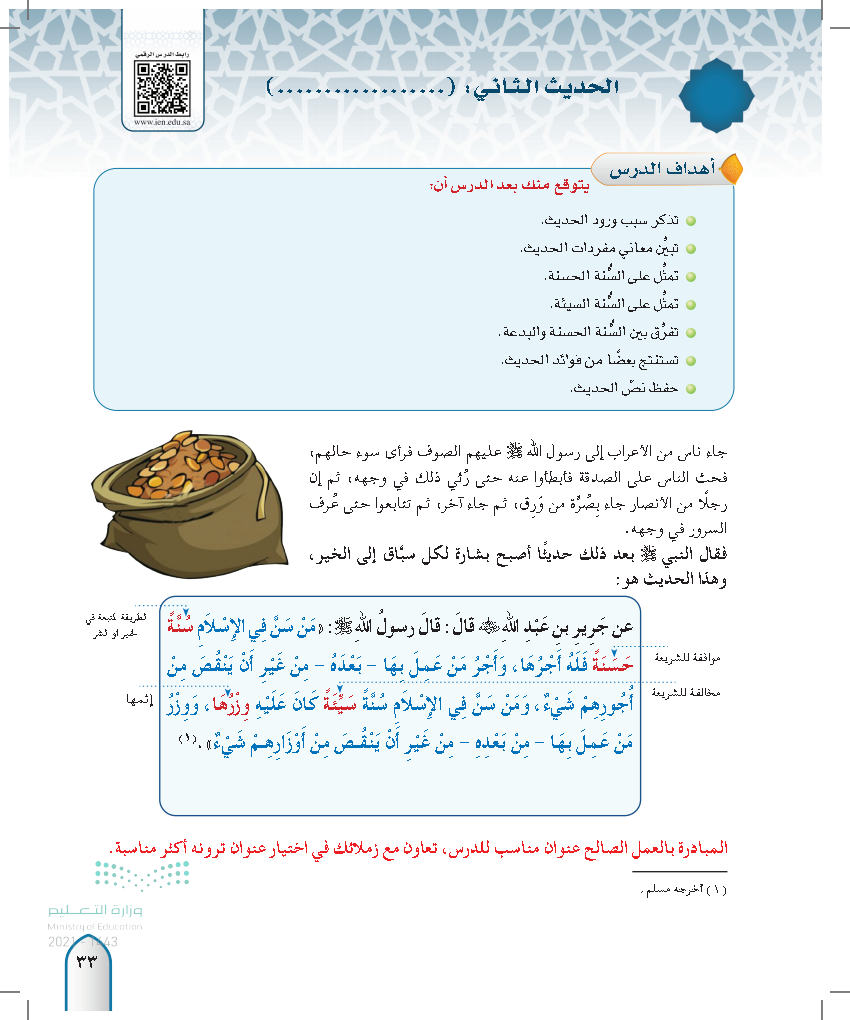 رابط الدرس الرقمي
www.ien.edu.sa
الحديث الثاني: (..................)
أهداف الدرس
يتوقع منك بعد الدرس أن:
تذكر سبب ورود الحديث.
تبيُّن معاني مفردات الحديث.
تمثُّل على السُّنة الحسنة.
تمثُّل على السُّنة السيئة.
تفرُق بين السُّنة الحسنة والبدعة.
تستنتج بعضًا من فوائد الحديث.
حفظ نصّ الحديث.
جاء ناس من الأعراب إلى رسول الله ﷺ عليهم الصوف فرأى سوء حالهم،
فحث الناس على الصدقة فأبطأوا عنه حتى رُئي ذلك في وجهه، ثم إن
رجلًا من الأنصار جاء بِصُرَّة من وَرِق، ثم جاء آخر، ثم تتابعوا حتى عُرف
السرور في وجهه.
فقال النبي ﷺ بعد ذلك حديثًا أصبح بشارة لكل سبَّاق إلى الخير،
وهذا الحديث هو:
عن جَرِيرِ بنِ عَبْدِ اللهِ ﷺ قالَ: قالَ رسولُ اللهِ ﷺ: «مَنْ سَنَّ فِي الإِسْلَامِ سُنَّةً
حَسَنَةً فَلَهُ أَجْرُهَا، وَأَجْرُ مَنْ عَمِلَ بِهَا – بَعْدَهُ – مِنْ غَيْرِ أَنْ يَنْقُصَ مِنْ
أُجُورِهِمْ شَيْءٌ، وَمَنْ سَنَّ فِي الإِسْلَامِ سُنَّةً سَيِّئَةً كَانَ عَلَيْهِ وِزْرُهَا، وَوِزْرُ
مَنْ عَمِلَ بِهَا – مِنْ بَعْدِهِ – مِنْ غَيْرِ أَنْ يَنْقُصَ مِنْ أَوْزَارِهِمْ شَيْءٌ». (١)
موافقة للشريعة
مخالفة للشريعة
إثمها
المبادرة بالعمل الصالح عنوان مناسب للدرس، تعاون مع زملائك في اختيار عنوان ترونه أكثر مناسبة.
(١) أخرجه مسلم.
وزارة التعليم
Ministry of Education
2021 - 1443
٣٣